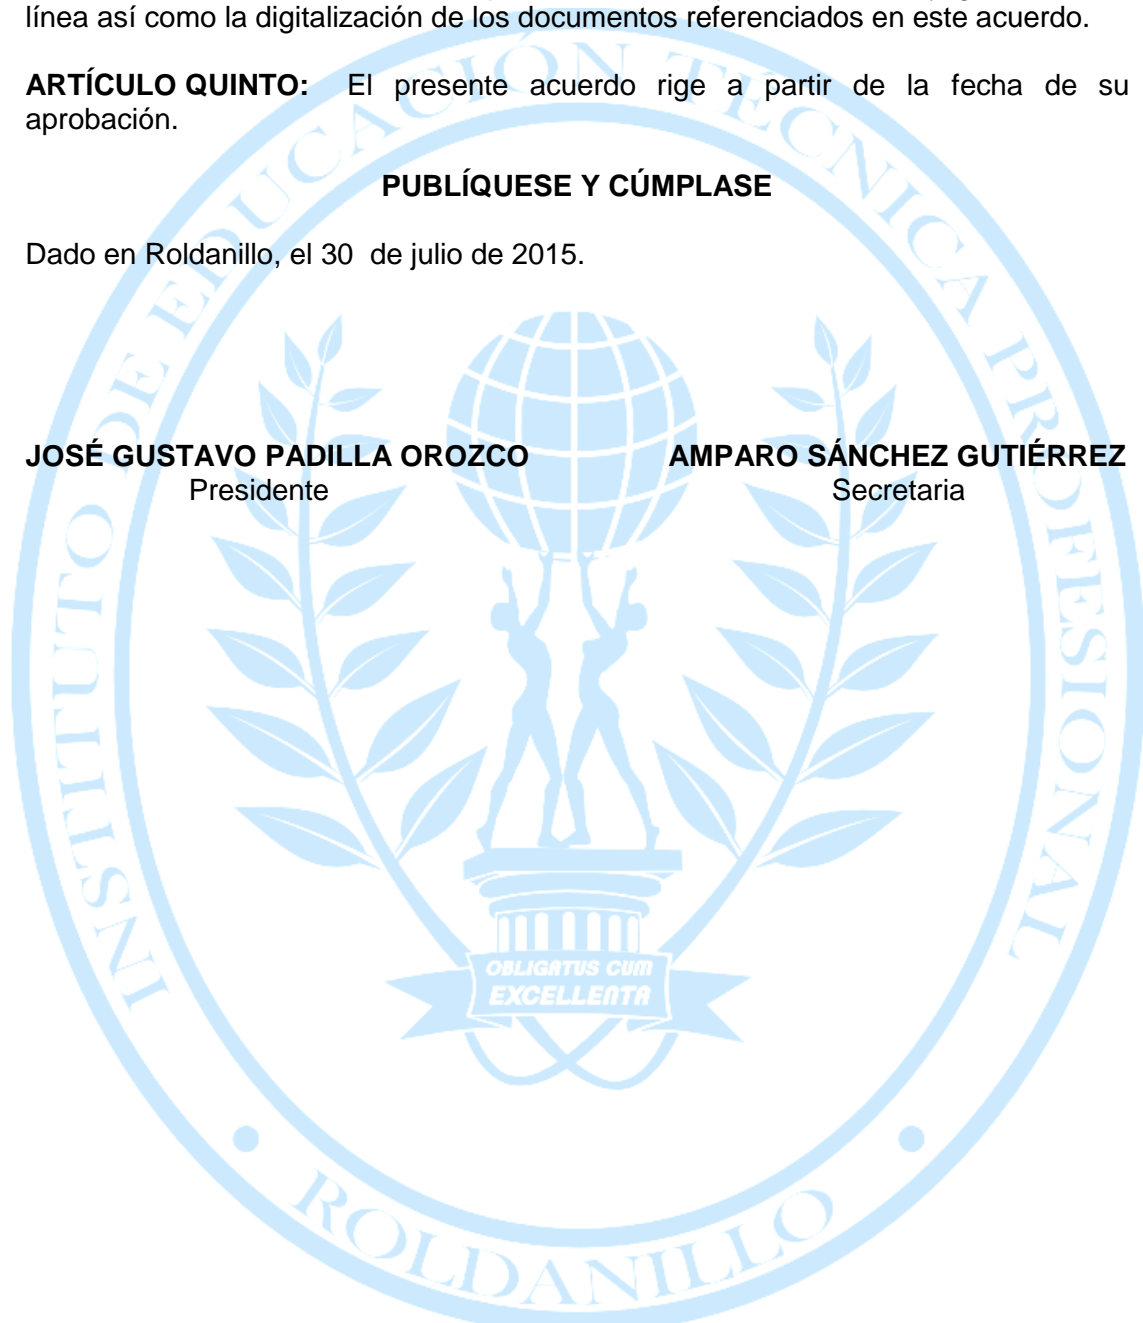 línea así como la digitalización de los documentos referenciados en este acuerdo.
ARTÍCULO QUINTO: El presente acuerdo rige a partir de la fecha de su
aprobación.
PUBLÍQUESE Y CÚMPLASE
Dado en Roldanillo, el 30 de julio de 2015.
JOSÉ GUSTAVO PADILLA OROZCO AMPARO SÁNCHEZ GUTIÉRREZ
Presidente Secretaria
INSTITUTO DE EDUCACIÓN TÉCNICA PROFESIONAL
OBLIGATUS CUM
EXCELLENTA
ROLDANILLO